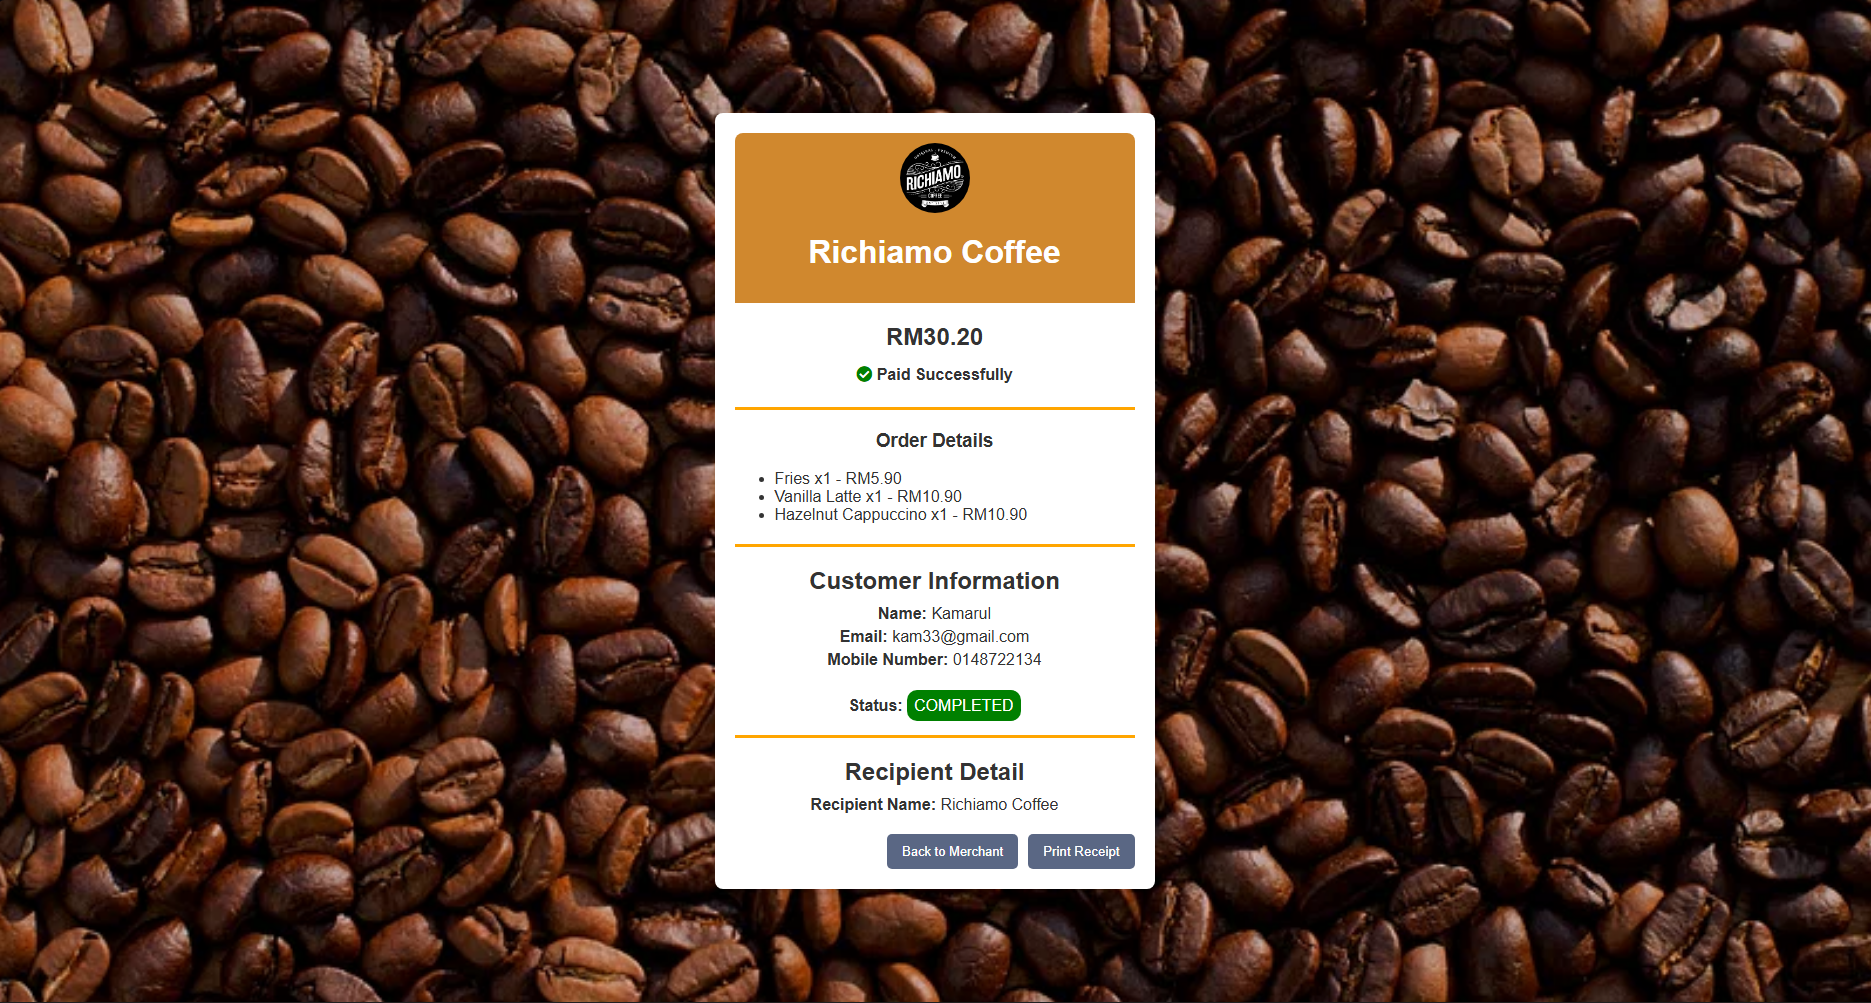 RICHIAMO
COFFEE
Richiamo Coffee
RM30.20
Paid Successfully
Order Details
• Fries x1 - RM5.90
• Vanilla Latte x1 - RM10.90
• Hazelnut Cappuccino x1 - RM10.90
Customer Information
Name: Kamarul
Email: kam33@gmail.com
Mobile Number: 0148722134
Status: COMPLETED
Recipient Detail
Recipient Name: Richiamo Coffee
Back to Merchant
Print Receipt